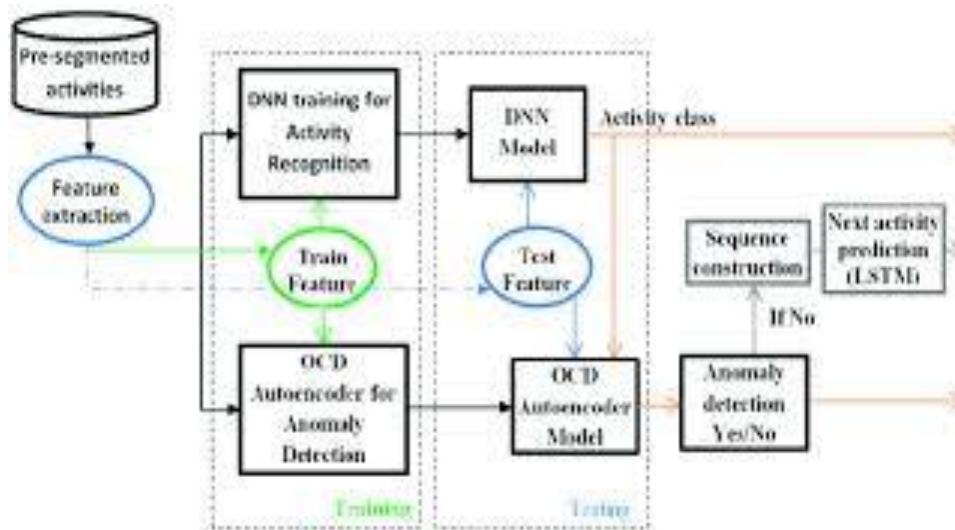 Pre-segmented
activities
Feature
extraction
DNN training for
Activity
Recognition
Train
Feature
OCD
Autoencoder for
Anomaly
Detection
Training
DNN
Model
Test
Feature
OCD
Autoencoder
Model
Testing
Activity class
Sequence
construction
Next activity
prediction
(LSTM)
If No
Anomaly
detection
Yes/No